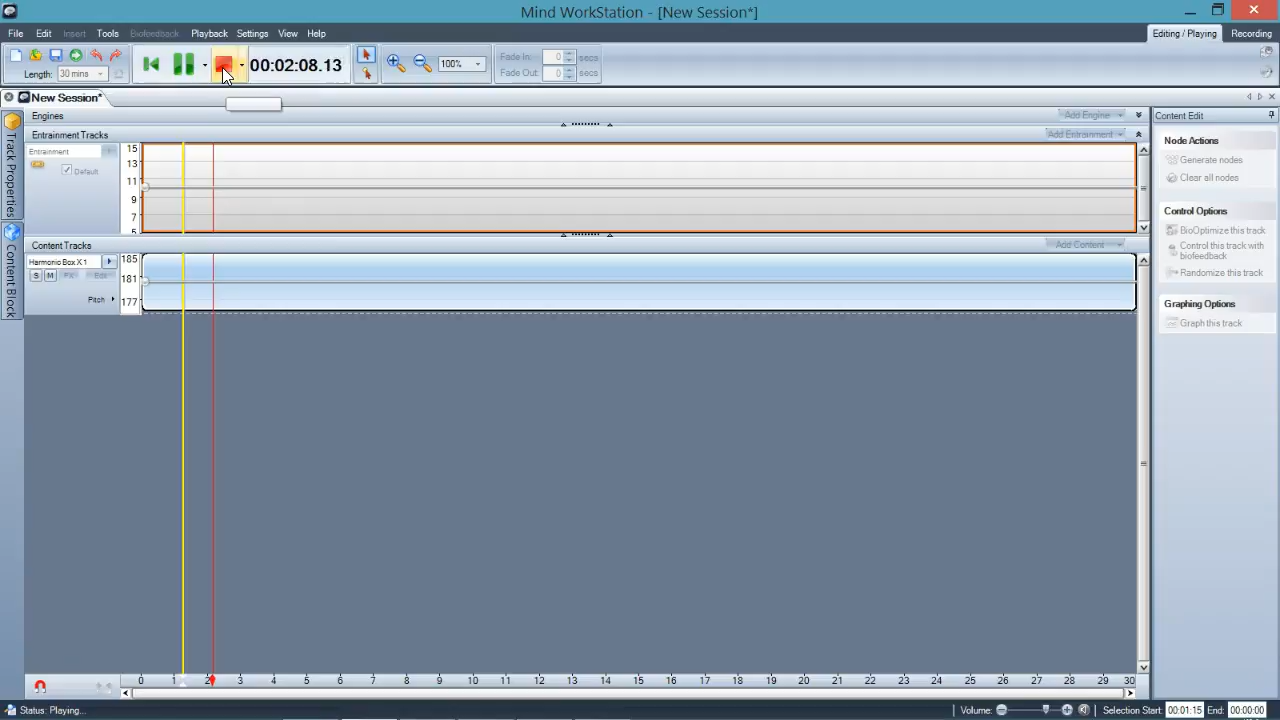 Mind WorkStation - [New Session*]
File Edit Insert Tools Biofeedback Playback Settings View Help
Editing / Playing Recording
Length: 30 mins
00:02:08.13
100%
Fade In: 0 secs
Fade Out: 0 secs
New Session*
Engines Add Engine
Entrainment Tracks Add Entrainment
Entrainment
Default
15
13
11
9
7
5
Content Tracks Add Content
Harmonic Box X 1
S M FX Box
Pitch
185
181
177
Track Properties
Content Block
Content Edit
Node Actions
Generate nodes
Clear all nodes
Control Options
BioOptimize this track
Control this track with
biofeedback
Randomize this track
Graphing Options
Graph this track
0 1 2 3 4 5 6 7 8 9 10 11 12 13 14 15 16 17 18 19 20 21 22 23 24 25 26 27 28 29 30
Status: Playing... Volume: Selection Start: 00:01:15 End: 00:00:00